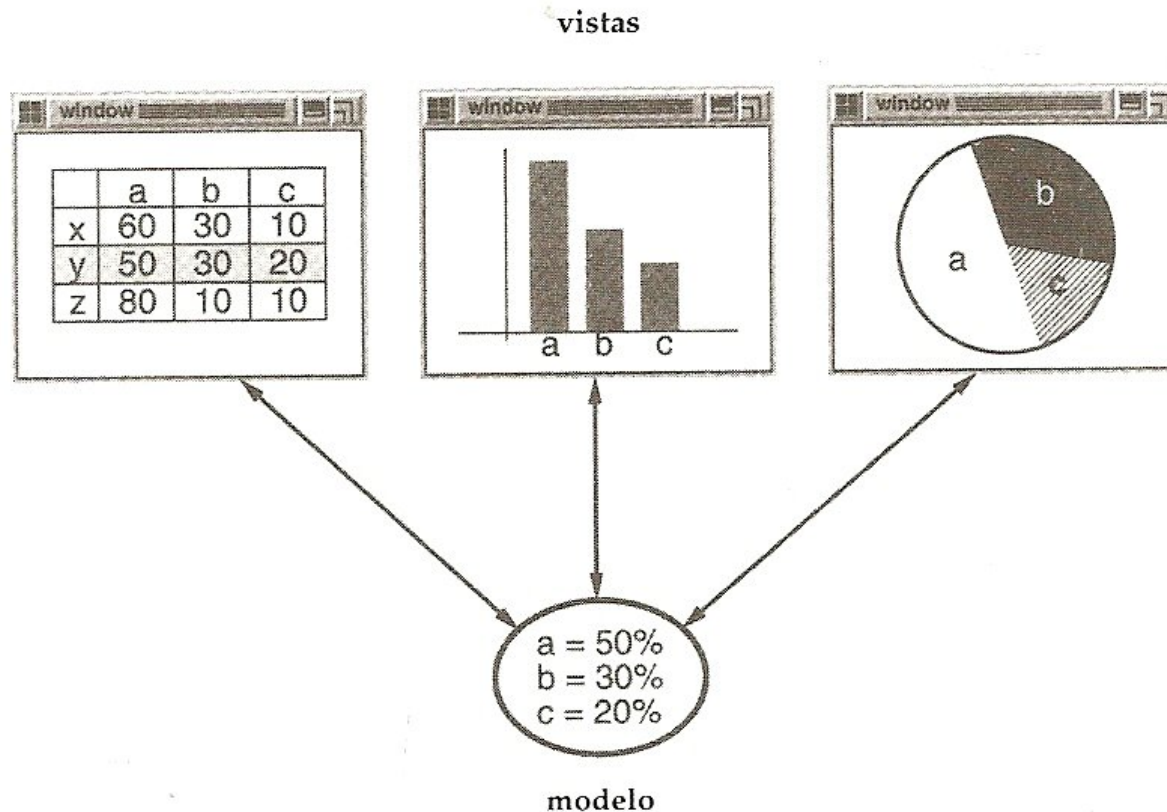 vistas
window
window
window
a b c
x 60 30 10
y 50 30 20
z 80 10 10
a b c
a
b
c
a = 50%
b = 30%
c = 20%
modelo